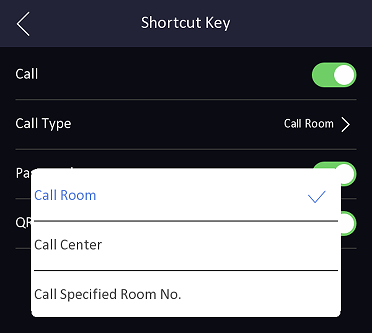 Shortcut Key
Call
Call Type Call Room
Call Room
Call Center
Call Specified Room No.